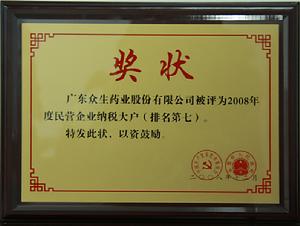 奖状
广东众生药业股份有限公司被评为2008年
度民营企业纳税大户（排名第七）。
特发此状，以资鼓励。